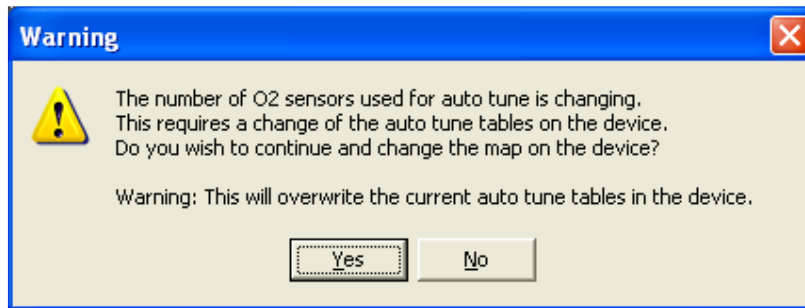 Warning
The number of O2 sensors used for auto tune is changing.
This requires a change of the auto tune tables on the device.
Do you wish to continue and change the map on the device?
Warning: This will overwrite the current auto tune tables in the device.
Yes
No